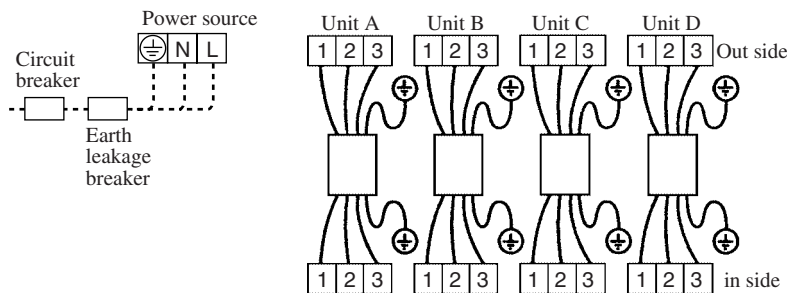 Power source
N L
Circuit
breaker
Earth
leakage
breaker
Unit A Unit B Unit C Unit D
1 2 3 1 2 3 1 2 3 1 2 3 Out side
1 2 3 1 2 3 1 2 3 1 2 3 in side